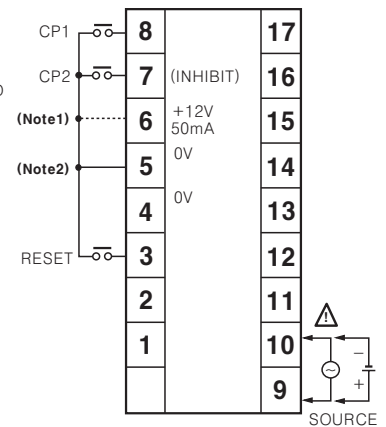 CP1 8 17
CP2 7 (INHIBIT) 16
(Note1) 6 +12V 50mA 15
(Note2) 5 0V 14
4 0V 13
RESET 3 12
2 11
1 10
9
SOURCE